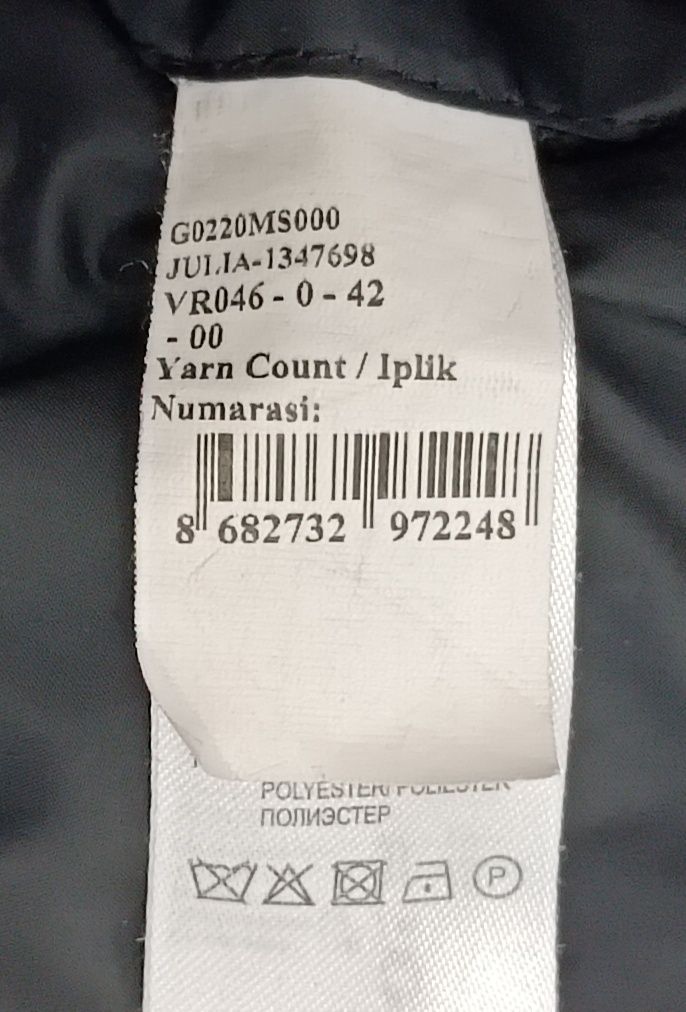 G0220MS000
JULIA-1347698
VR046 - 0 - 42
- 00
Yarn Count / Iplik
Numarasi:
8 682732 972248
POLYESTER/POLIESTER
ПОЛИЭСТЕР
P